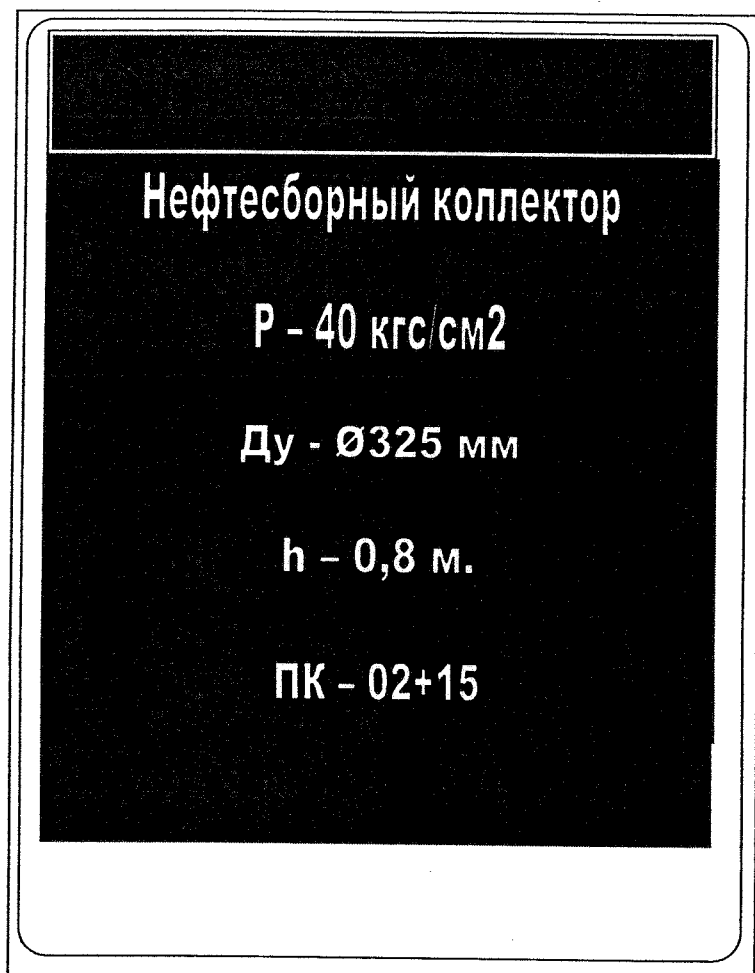 Нефтесборный коллектор
Р – 40 кгс/см2
Ду - Ø325 мм
h – 0,8 м.
ПК – 02+15